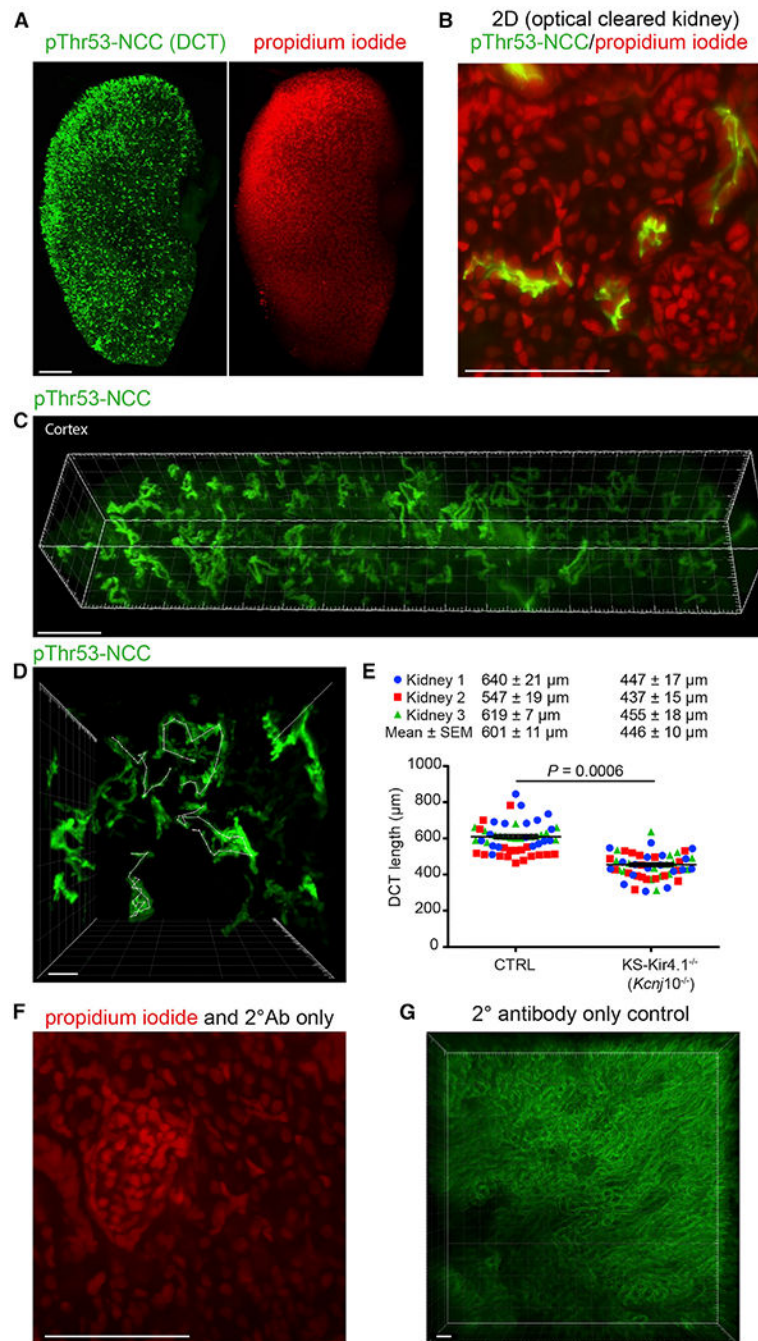 A
pThr53-NCC (DCT)
propidium iodide
B
2D (optical cleared kidney)
pThr53-NCC/propidium iodide
pThr53-NCC
C
Cortex
pThr53-NCC
D
E
Kidney 1 640 ± 21 µm 447 ± 17 µm
Kidney 2 547 ± 19 µm 437 ± 15 µm
Kidney 3 619 ± 7 µm 455 ± 18 µm
Mean ± SEM 601 ± 11 µm 446 ± 10 µm
P = 0.0006
1000
800
600
400
200
0
DCT length (µm)
CTRL
KS-Kir4.1-/-
(Kcnj10-/-)
F
propidium iodide and 2°Ab only
G
2° antibody only control